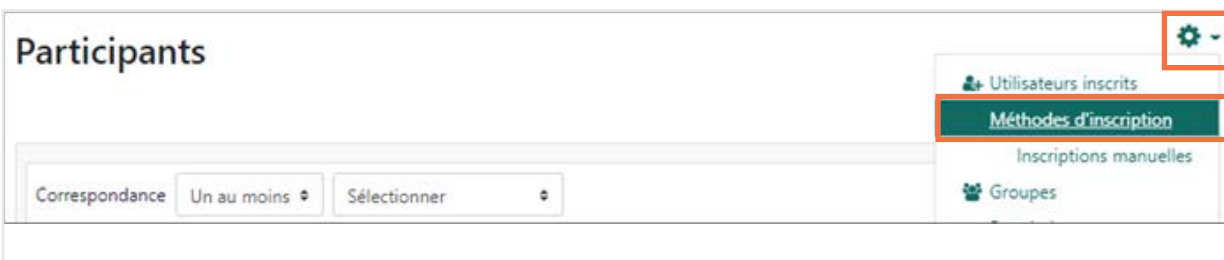 Participants
Utilisateurs inscrits
Méthodes d'inscription
Inscriptions manuelles
Groupes
Correspondance Un au moins Sélectionner